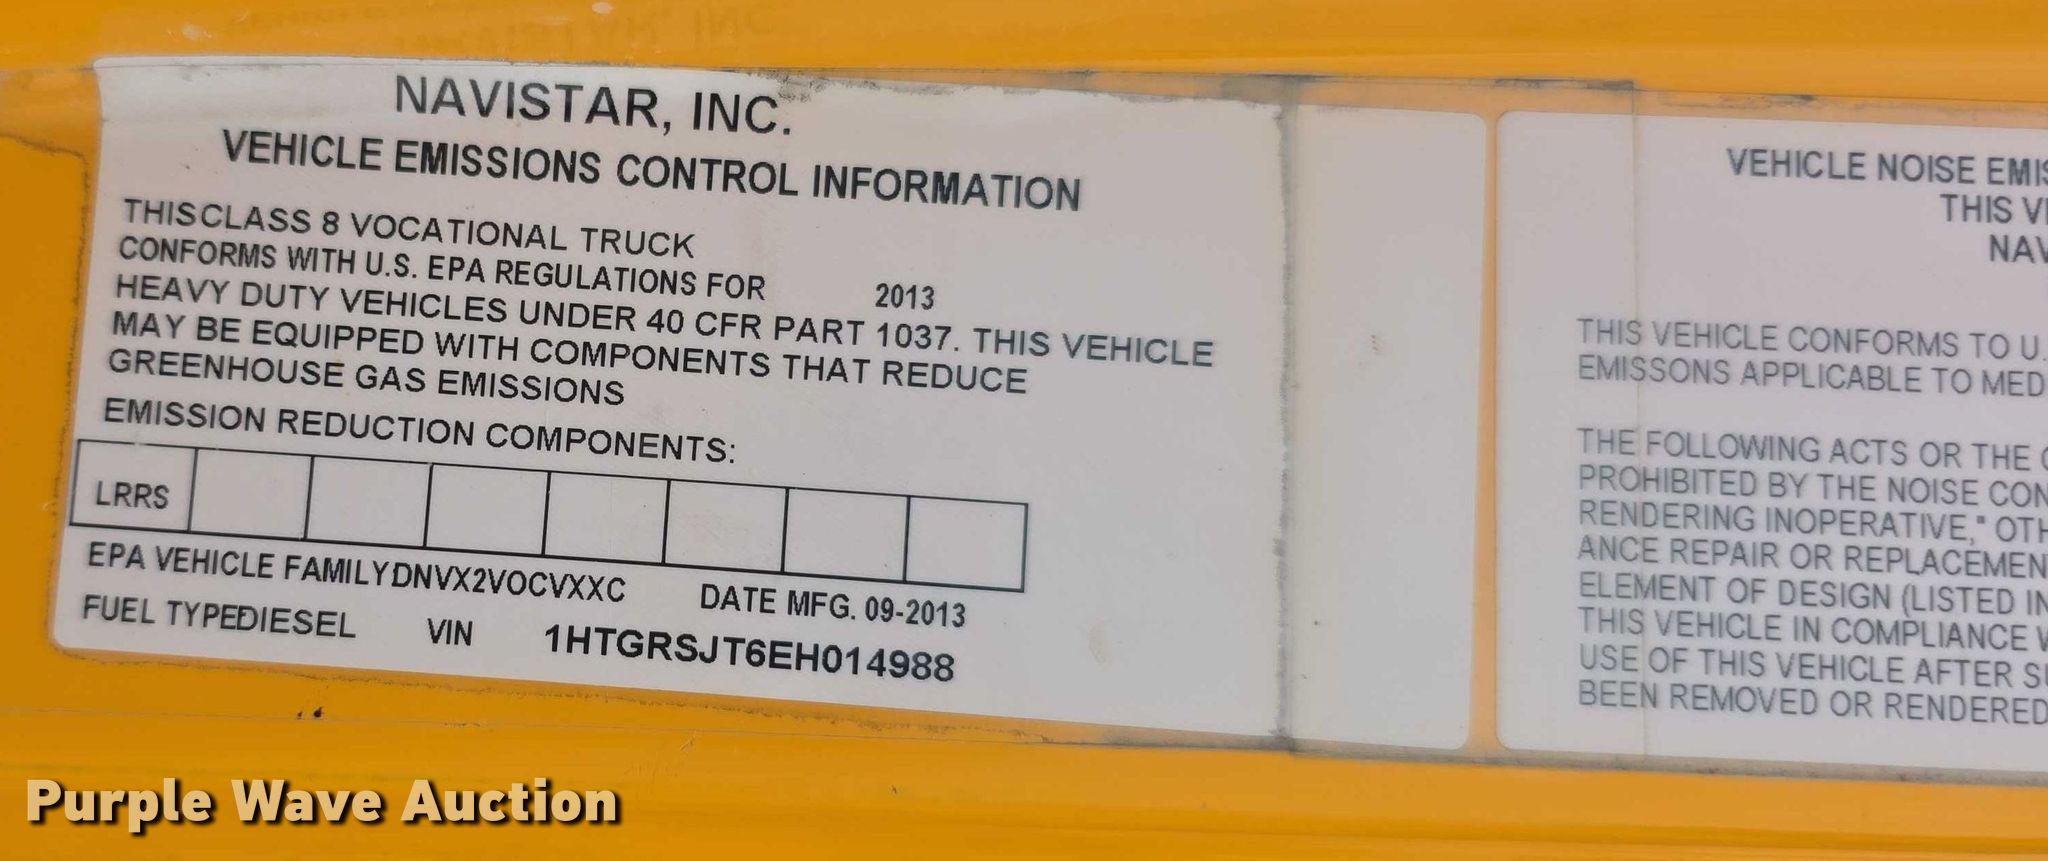 NAVISTAR, INC.
VEHICLE EMISSIONS CONTROL INFORMATION
THISCLASS 8 VOCATIONAL TRUCK
CONFORMS WITH U.S. EPA REGULATIONS FOR 2013
HEAVY DUTY VEHICLES UNDER 40 CFR PART 1037. THIS VEHICLE
MAY BE EQUIPPED WITH COMPONENTS THAT REDUCE
GREENHOUSE GAS EMISSIONS
EMISSION REDUCTION COMPONENTS:
LRRS
EPA VEHICLE FAMILYDNVX2VOCVXXC DATE MFG. 09-2013
FUEL TYPEDIESEL VIN 1HTGRSJT6EH014988
VEHICLE NOISE EMIS
THIS VE
NAV
THIS VEHICLE CONFORMS TO U.
EMISSONS APPLICABLE TO MED
THE FOLLOWING ACTS OR THE
PROHIBITED BY THE NOISE CON
RENDERING INOPERATIVE," OTH
ANCE REPAIR OR REPLACEMEN
ELEMENT OF DESIGN (LISTED IN
THIS VEHICLE IN COMPLIANCE
USE OF THIS VEHICLE AFTER SU
BEEN REMOVED OR RENDERED
Purple Wave Auction